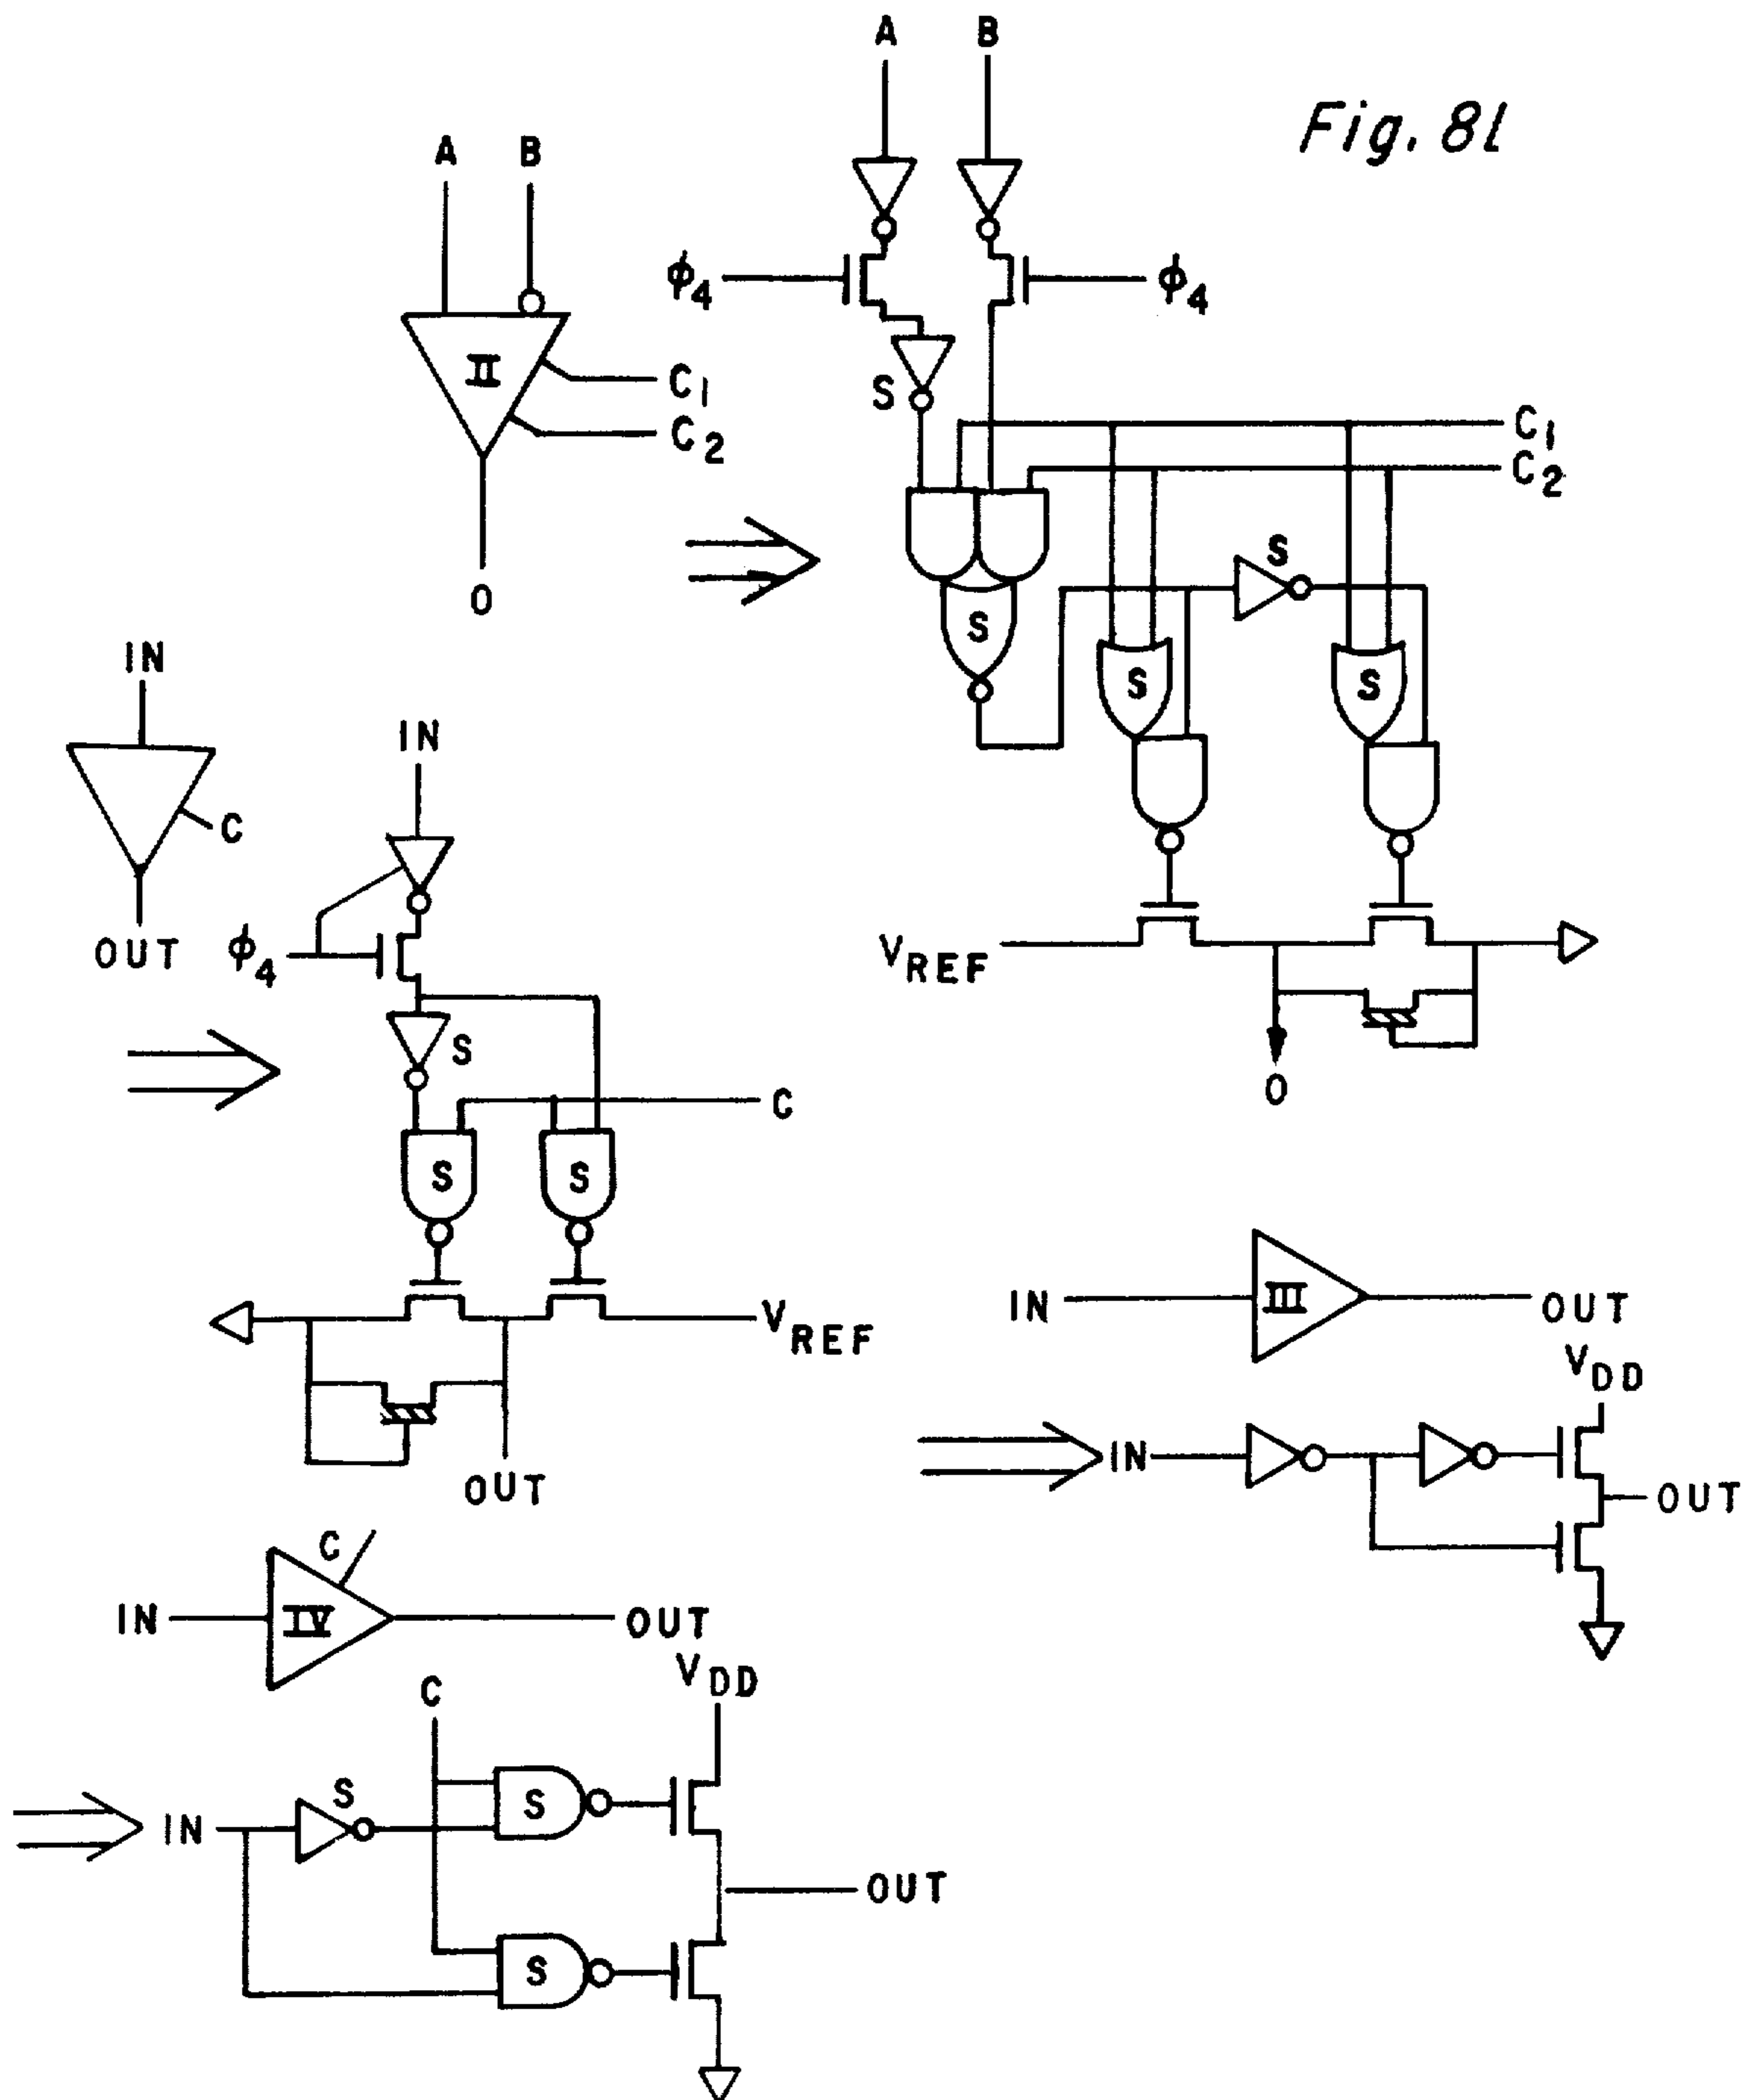 Fig. 8l
A B
II
C1
C2
O
A B
ϕ4 ϕ4
S
C1
C2
S
S
S
S
VREF
O
IN
C
OUT
IN
ϕ4
S
C
S S
VREF
OUT
IN III OUT
VDD
IN
OUT
C
IN IV OUT
VDD
C
S
S
IN
OUT
S